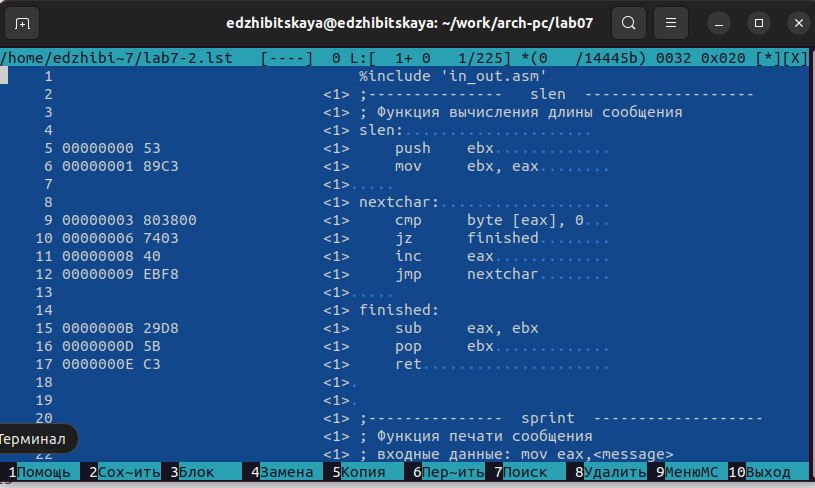 edzhibitskaya@edzhibitskaya: ~/work/arch-pc/lab07
/home/edzhibi~7/lab7-2.lst [----] 0 L:[ 1+ 0 1/225] *(0 /14445b) 0032 0x020 [*][X]
1 %include 'in_out.asm'
2 <1> ;--------------- slen -------------------
3 <1> ; Функция вычисления длины сообщения
4 <1> slen:.....................
5 00000000 53 <1> push ebx.............
6 00000001 89C3 <1> mov ebx, eax........
7 <1>.....
8 <1> nextchar:...................
9 00000003 803800 <1> cmp byte [eax], 0...
10 00000006 7403 <1> jz finished........
11 00000008 40 <1> inc eax.............
12 00000009 EBF8 <1> jmp nextchar........
13 <1>.....
14 <1> finished:
15 0000000B 29D8 <1> sub eax, ebx
16 0000000D 5B <1> pop ebx.............
17 0000000E C3 <1> ret.....................
18 <1>.
19 <1>.
20 <1> ;--------------- sprint -------------------
Терминал <1> ; Функция печати сообщения
22 <1> ; входные данные: mov eax,<message>
1Помощь 2Сох~ить 3Блок 4Замена 5Копия 6Пер~ить 7Поиск 8Удалить 9МенюМС 10Выход